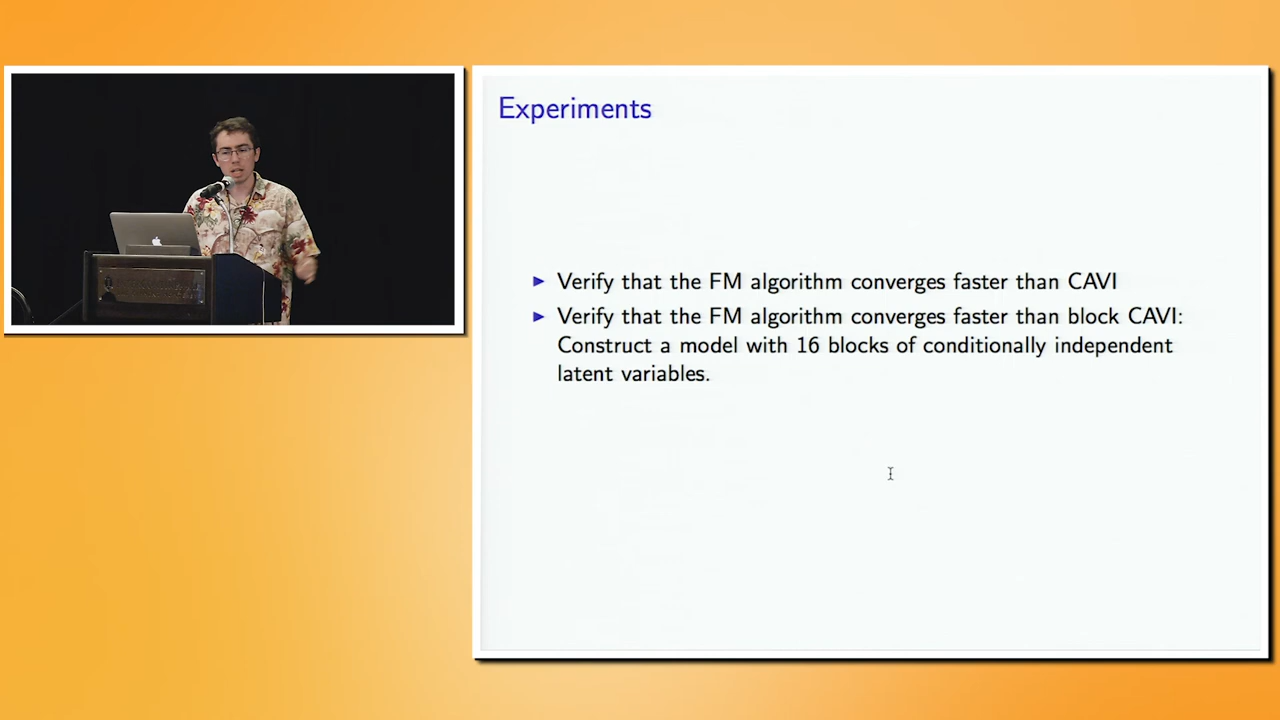 Experiments
Verify that the FM algorithm converges faster than CAVI
Verify that the FM algorithm converges faster than block CAVI:
Construct a model with 16 blocks of conditionally independent
latent variables.